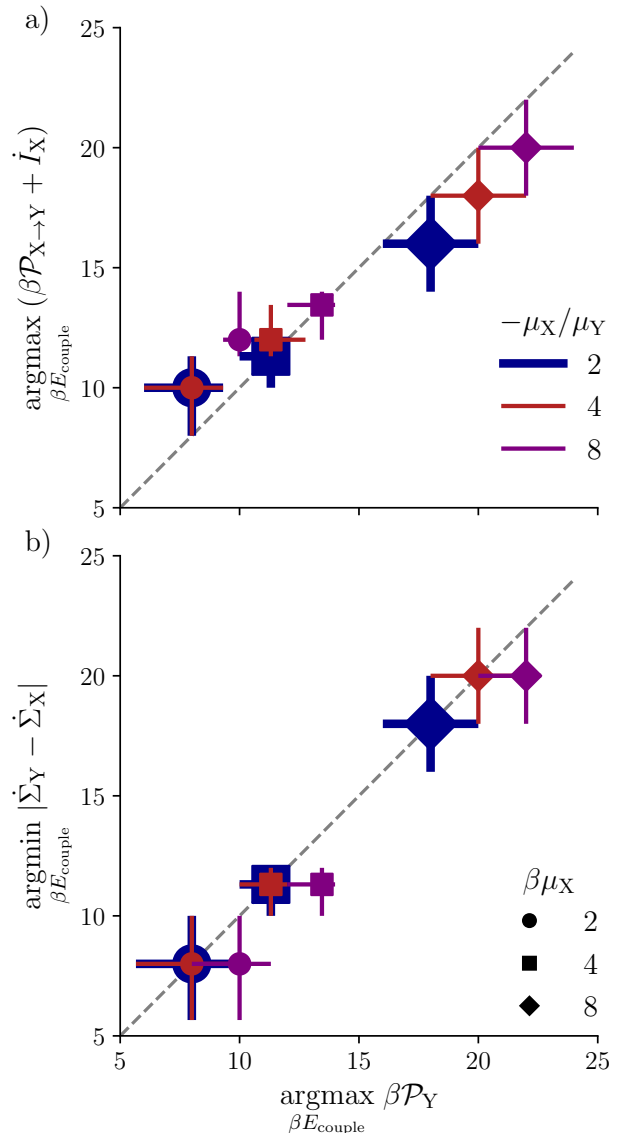 a)
25
20
15
10
5
argmax (β𝒫_{X→Y} + İ_X)
βE_couple
−μ_X/μ_Y
2
4
8
b)
25
20
15
10
5
argmin |Σ̇_Y − Σ̇_X|
βE_couple
βμ_X
2
4
8
5 10 15 20 25
argmax β𝒫_Y
βE_couple